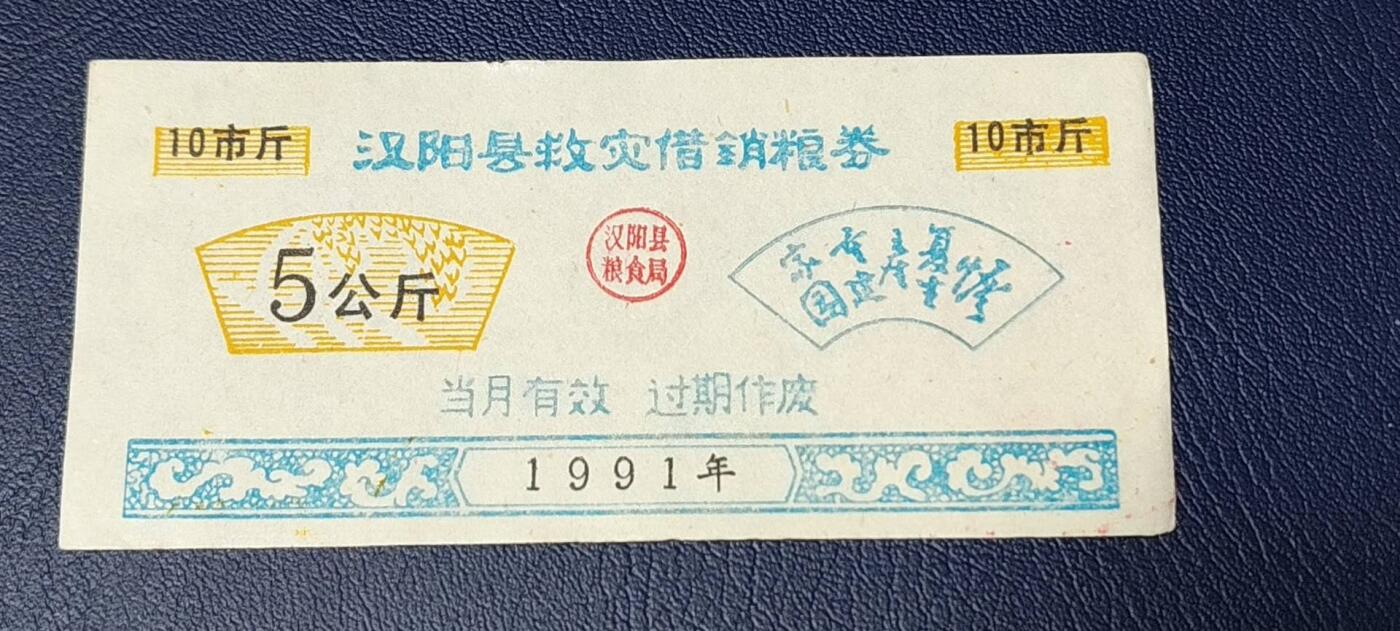 10市斤 汉阳县救灾借销粮券 10市斤
5公斤
汉阳县
粮食局
当月有效 过期作废
1991年